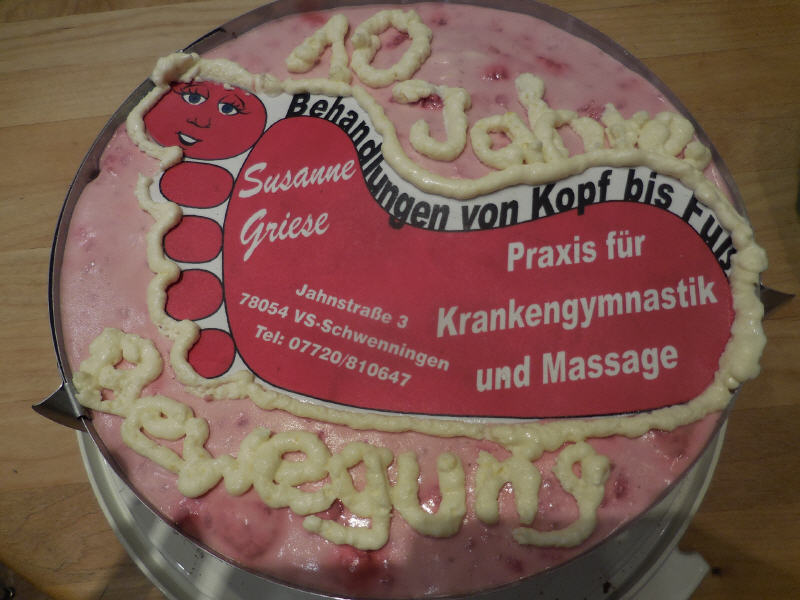 10 Jahre
Behandlungen von Kopf bis Fuß
Susanne
Griese
Praxis für
Krankengymnastik
und Massage
Jahnstraße 3
78054 VS-Schwenningen
Tel: 07720/810647
Bewegung